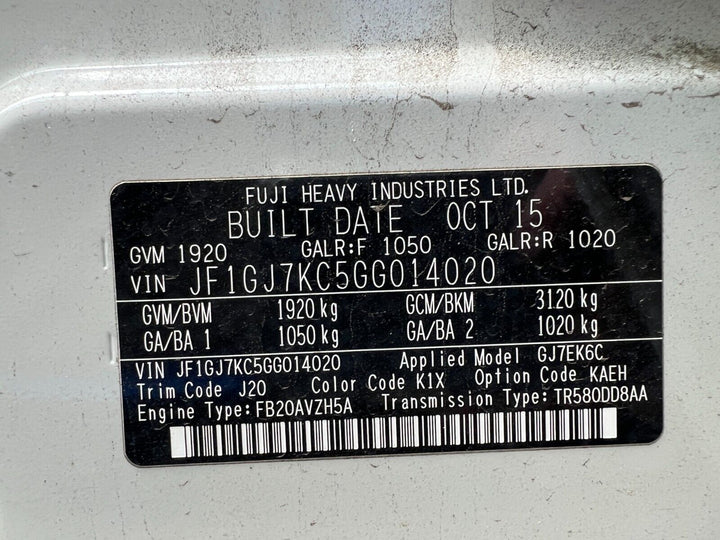 FUJI HEAVY INDUSTRIES LTD.
BUILT DATE OCT 15
GVM 1920 GALR:F 1050 GALR:R 1020
VIN JF1GJ7KC5GG014020
GVM/BVM 1920 kg GCM/BKM 3120 kg
GA/BA 1 1050 kg GA/BA 2 1020 kg
VIN JF1GJ7KC5GG014020 Applied Model GJ7EK6C
Trim Code J20 Color Code K1X Option Code KAEH
Engine Type:FB20AVZH5A Transmission Type:TR580DD8AA